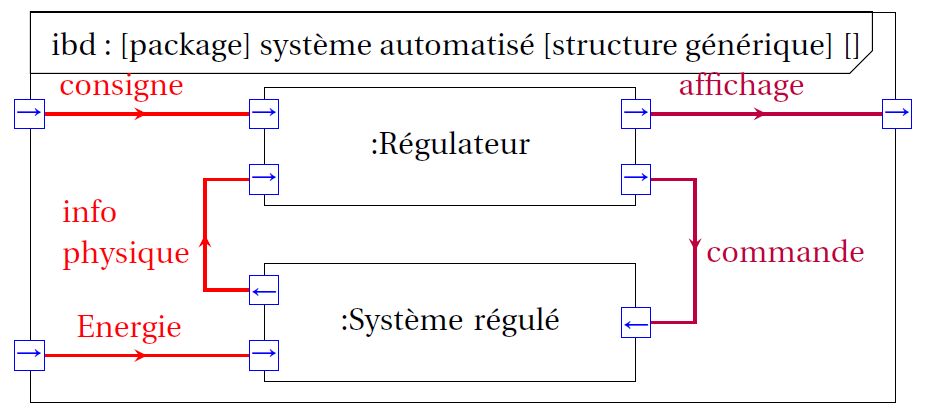 ibd : [package] système automatisé [structure générique] []
consigne
affichage
:Régulateur
info
physique
commande
:Système régulé
Energie